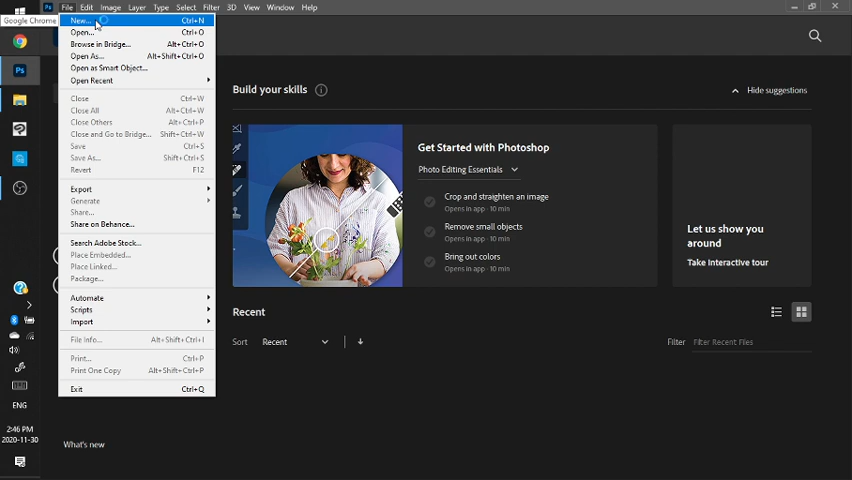 Ps File Edit Image Layer Type Select Filter 3D View Window Help
Google Chrome
New... Ctrl+N
Open... Ctrl+O
Browse in Bridge... Alt+Ctrl+O
Open As... Alt+Shift+Ctrl+O
Open as Smart Object...
Open Recent
Close Ctrl+W
Close All Alt+Ctrl+W
Close Others Alt+Ctrl+P
Close and Go to Bridge... Shift+Ctrl+W
Save Ctrl+S
Save As... Shift+Ctrl+S
Revert F12
Export
Generate
Share...
Share on Behance...
Search Adobe Stock...
Place Embedded...
Place Linked...
Package...
Automate
Scripts
Import
File Info... Alt+Shift+Ctrl+I
Print... Ctrl+P
Print One Copy Alt+Shift+Ctrl+P
Exit Ctrl+Q
What's new
Build your skills
Hide suggestions
Get Started with Photoshop
Photo Editing Essentials
Crop and straighten an image
Opens in app · 10 min
Remove small objects
Opens in app · 10 min
Bring out colors
Opens in app · 10 min
Let us show you
around
Take interactive tour
Recent
Sort Recent
Filter Filter Recent Files
Ps
ENG
2:46 PM
2020-11-30